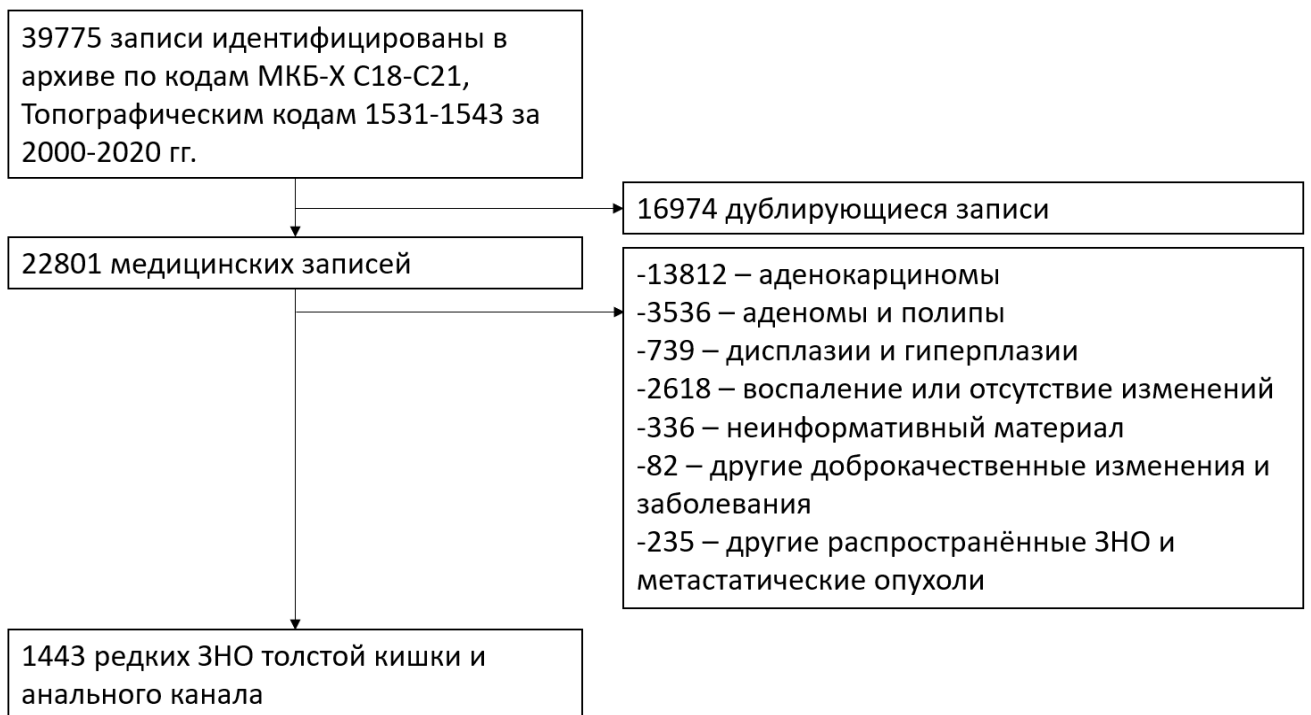 39775 записи идентифицированы в
архиве по кодам МКБ-X C18-C21,
Топографическим кодам 1531-1543 за
2000-2020 гг.
16974 дублирующиеся записи
22801 медицинских записей
-13812 – аденокарциномы
-3536 – аденомы и полипы
-739 – дисплазии и гиперплазии
-2618 – воспаление или отсутствие изменений
-336 – неинформативный материал
-82 – другие доброкачественные изменения и
заболевания
-235 – другие распространённые ЗНО и
метастатические опухоли
1443 редких ЗНО толстой кишки и
анального канала